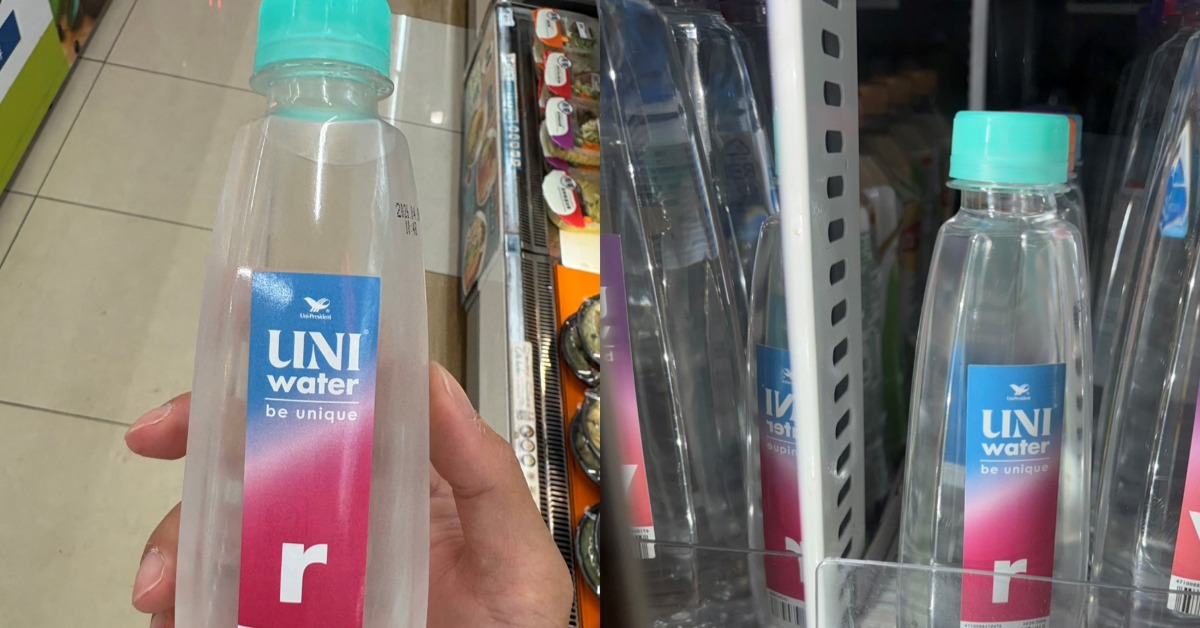 Uni-President
UNI
water
be unique
r
Uni-President
UNI
water
be unique
r